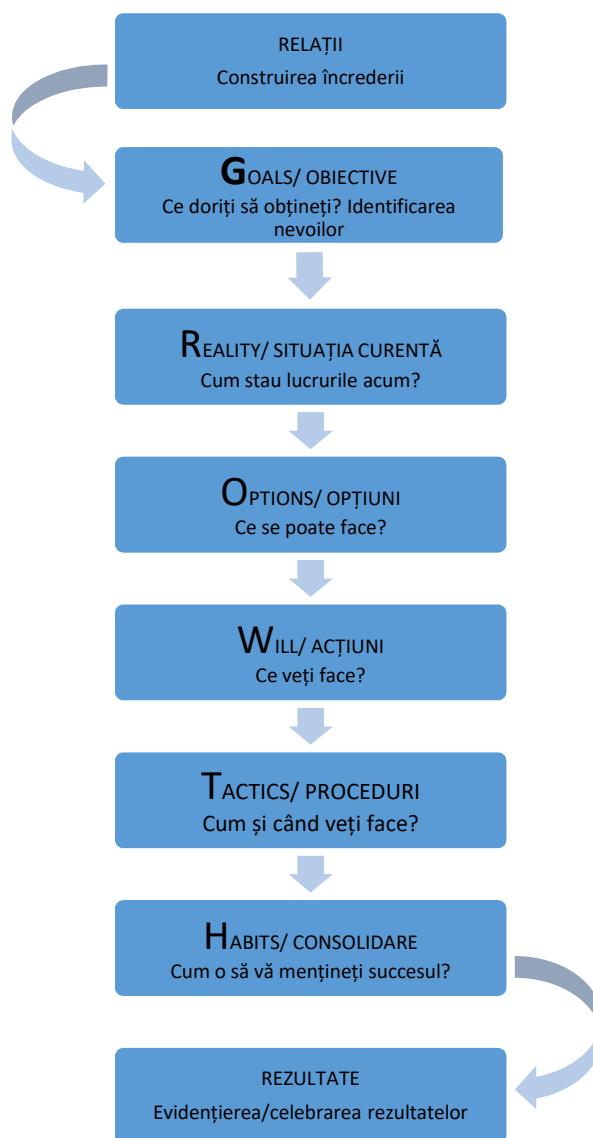 RELAȚII
Construirea încrederii
GOALS/ OBIECTIVE
Ce doriți să obțineți? Identificarea
nevoilor
REALITY/ SITUAȚIA CURENTĂ
Cum stau lucrurile acum?
OPTIONS/ OPȚIUNI
Ce se poate face?
WILL/ ACȚIUNI
Ce veți face?
TACTICS/ PROCEDURI
Cum și când veți face?
HABITS/ CONSOLIDARE
Cum o să vă mențineți succesul?
REZULTATE
Evidențierea/celebrarea rezultatelor